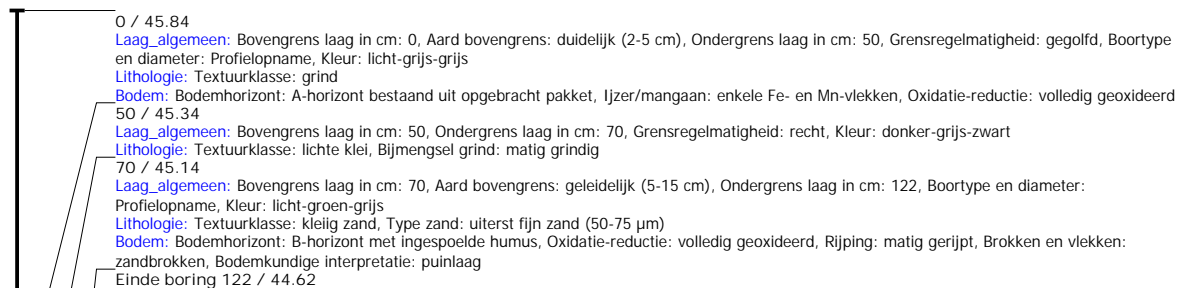 0 / 45.84
Laag_algemeen: Bovengrens laag in cm: 0, Aard bovengrens: duidelijk (2-5 cm), Ondergrens laag in cm: 50, Grensregelmatigheid: gegolfd, Boortype
en diameter: Profielopname, Kleur: licht-grijs-grijs
Lithologie: Textuurklasse: grind
Bodem: Bodemhorizont: A-horizont bestaand uit opgebracht pakket, Ijzer/mangaan: enkele Fe- en Mn-vlekken, Oxidatie-reductie: volledig geoxideerd
50 / 45.34
Laag_algemeen: Bovengrens laag in cm: 50, Ondergrens laag in cm: 70, Grensregelmatigheid: recht, Kleur: donker-grijs-zwart
Lithologie: Textuurklasse: lichte klei, Bijmengsel grind: matig grindig
70 / 45.14
Laag_algemeen: Bovengrens laag in cm: 70, Aard bovengrens: geleidelijk (5-15 cm), Ondergrens laag in cm: 122, Boortype en diameter:
Profielopname, Kleur: licht-groen-grijs
Lithologie: Textuurklasse: kleiig zand, Type zand: uiterst fijn zand (50-75 µm)
Bodem: Bodemhorizont: B-horizont met ingespoelde humus, Oxidatie-reductie: volledig geoxideerd, Rijping: matig gerijpt, Brokken en vlekken:
zandbrokken, Bodemkundige interpretatie: puinlaag
Einde boring 122 / 44.62